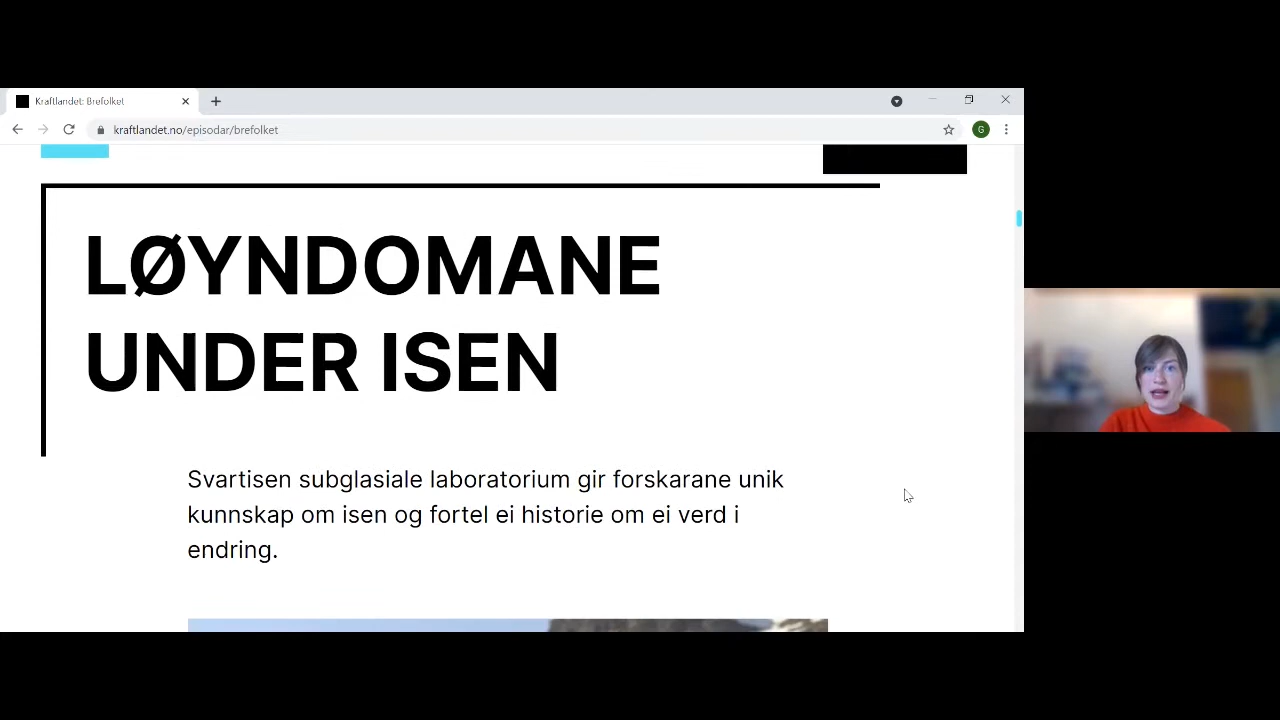 Kraftlandet: Brefolket
kraftlandet.no/episodar/brefolket
G
LØYNDOMANE
UNDER ISEN
Svartisen subglasiale laboratorium gir forskarane unik
kunnskap om isen og fortel ei historie om ei verd i
endring.